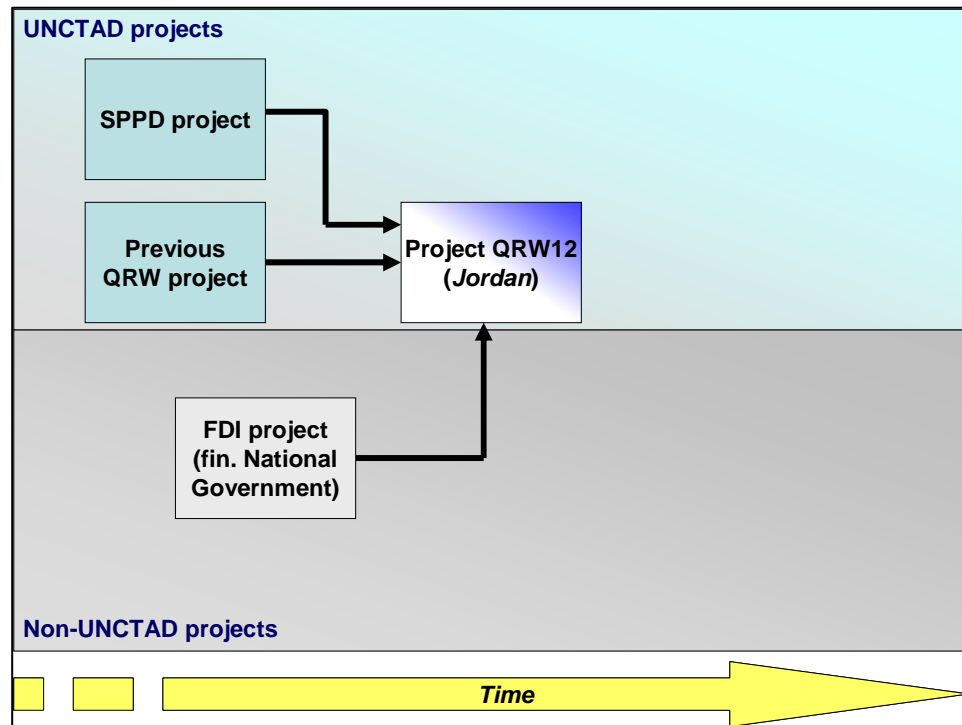 UNCTAD projects
SPPD project
Previous
QRW project
Project QRW12
(Jordan)
FDI project
(fin. National
Government)
Non-UNCTAD projects
Time